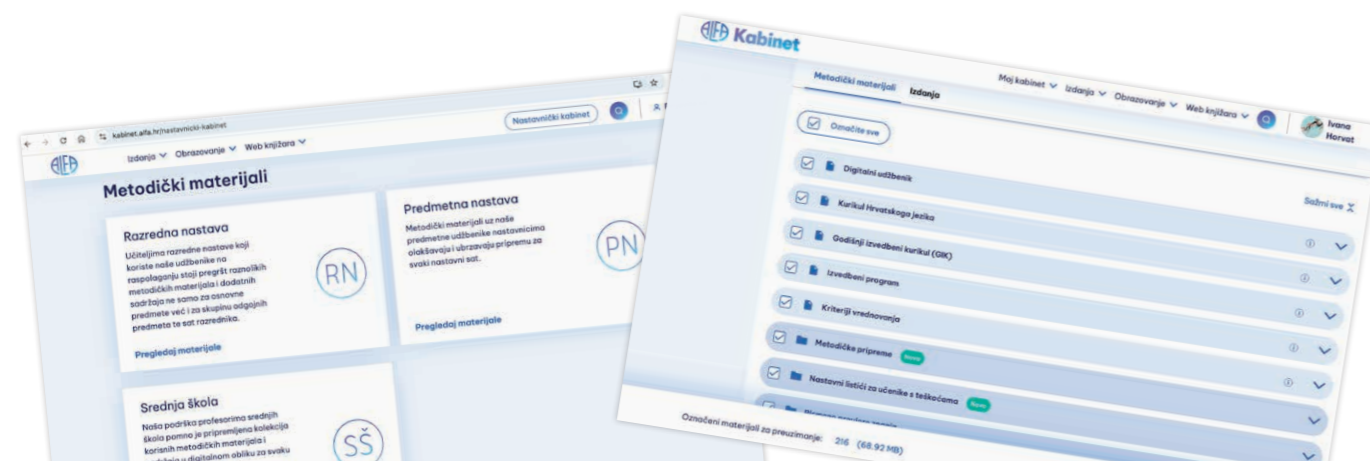 kabinet.alfa.hr/nastavnicki-kabinet
ALFA
Izdanja Obrazovanje Web knjižara
Nastavnički kabinet
Metodički materijali
Razredna nastava
Učiteljima razredne nastave koji
koriste naše udžbenike na
raspolaganju stoji pregršt raznolikih
metodičkih materijala i dodatnih
sadržaja ne samo za osnovne
predmete već i za skupinu odgojnih
predmeta te sat razrednika.
RN
Pregledaj materijale
Predmetna nastava
Metodički materijali uz naše
predmetne udžbenike nastavnicima
olakšavaju i ubrzavaju pripremu za
svaki nastavni sat.
PN
Pregledaj materijale
Srednja škola
Naša podrška profesorima srednjih
škola pomno je pripremljena kolekcija
korisnih metodičkih materijala i
u digitalnom obliku za svaku
SŠ
ALFA Kabinet
Moj kabinet Izdanja Obrazovanje Web knjižara
Ivana
Horvat
Metodički materijali Izdanja
Označite sve
Sažmi sve
Digitalni udžbenik
Kurikul Hrvatskoga jezika
Godišnji izvedbeni kurikul (GIK)
Izvedbeni program
Kriteriji vrednovanja
Metodičke pripreme Novo
Nastavni listići za učenike s teškoćama Novo
Označeni materijali za preuzimanje: 216 (68.92 MB)